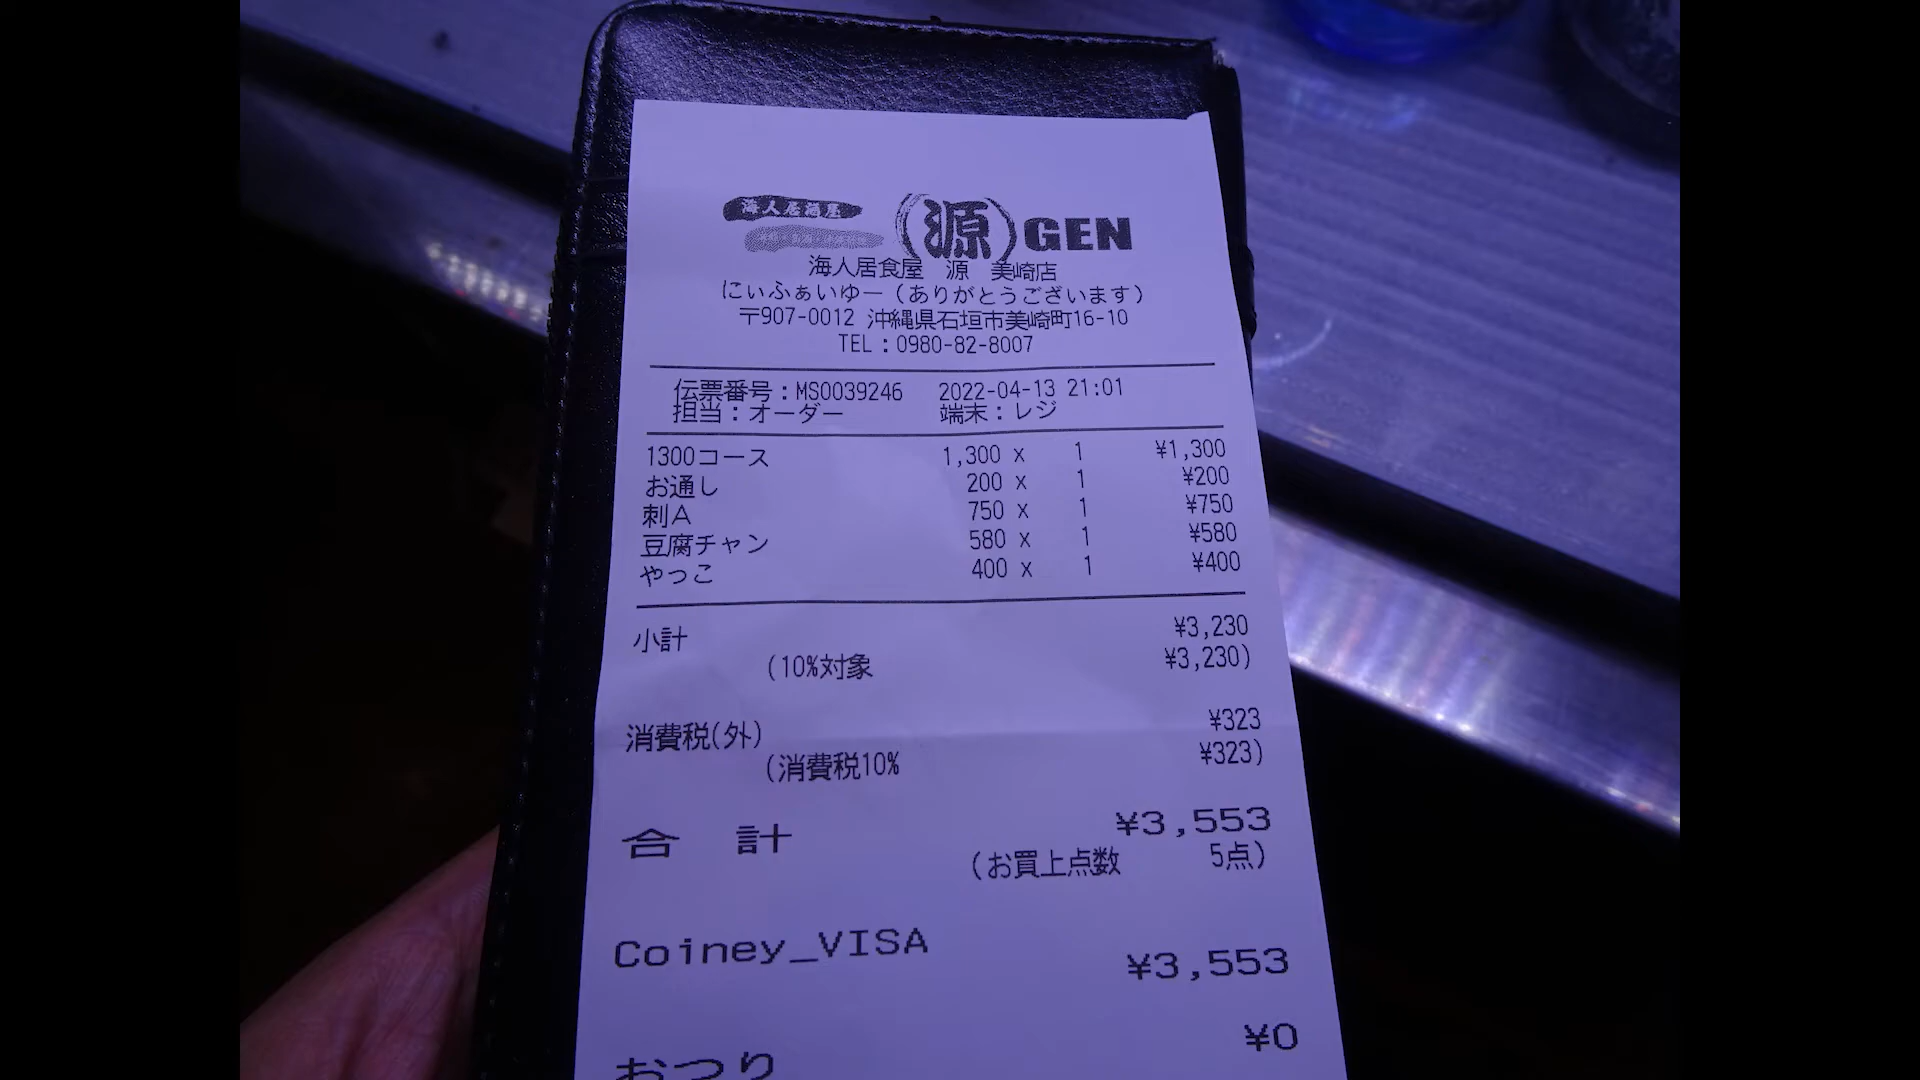 海人居酒屋
源 GEN
海人居食屋 源 美崎店
にぃふぁいゆー(ありがとうございます)
〒907-0012 沖縄県石垣市美崎町16-10
TEL:0980-82-8007
伝票番号:MS0039246 2022-04-13 21:01
担当:オーダー 端末:レジ
1300コース 1,300 x 1 ¥1,300
お通し 200 x 1 ¥200
刺A 750 x 1 ¥750
豆腐チャン 580 x 1 ¥580
やっこ 400 x 1 ¥400
小計 ¥3,230
(10%対象 ¥3,230)
消費税(外) ¥323
(消費税10% ¥323)
合 計 ¥3,553
(お買上点数 5点)
Coiney_VISA ¥3,553
おつり ¥0